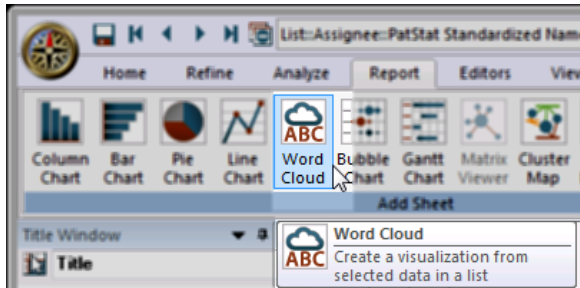 List::Assignee::PatStat Standardized Nam
Home Refine Analyze Report Editors Vie
ABC
Column Chart
Bar Chart
Pie Chart
Line Chart
Word Cloud
Bubble Chart
Gantt Chart
Matrix Viewer
Cluster Map
Add Sheet
Title Window
Title
ABC
Word Cloud
Create a visualization from
selected data in a list